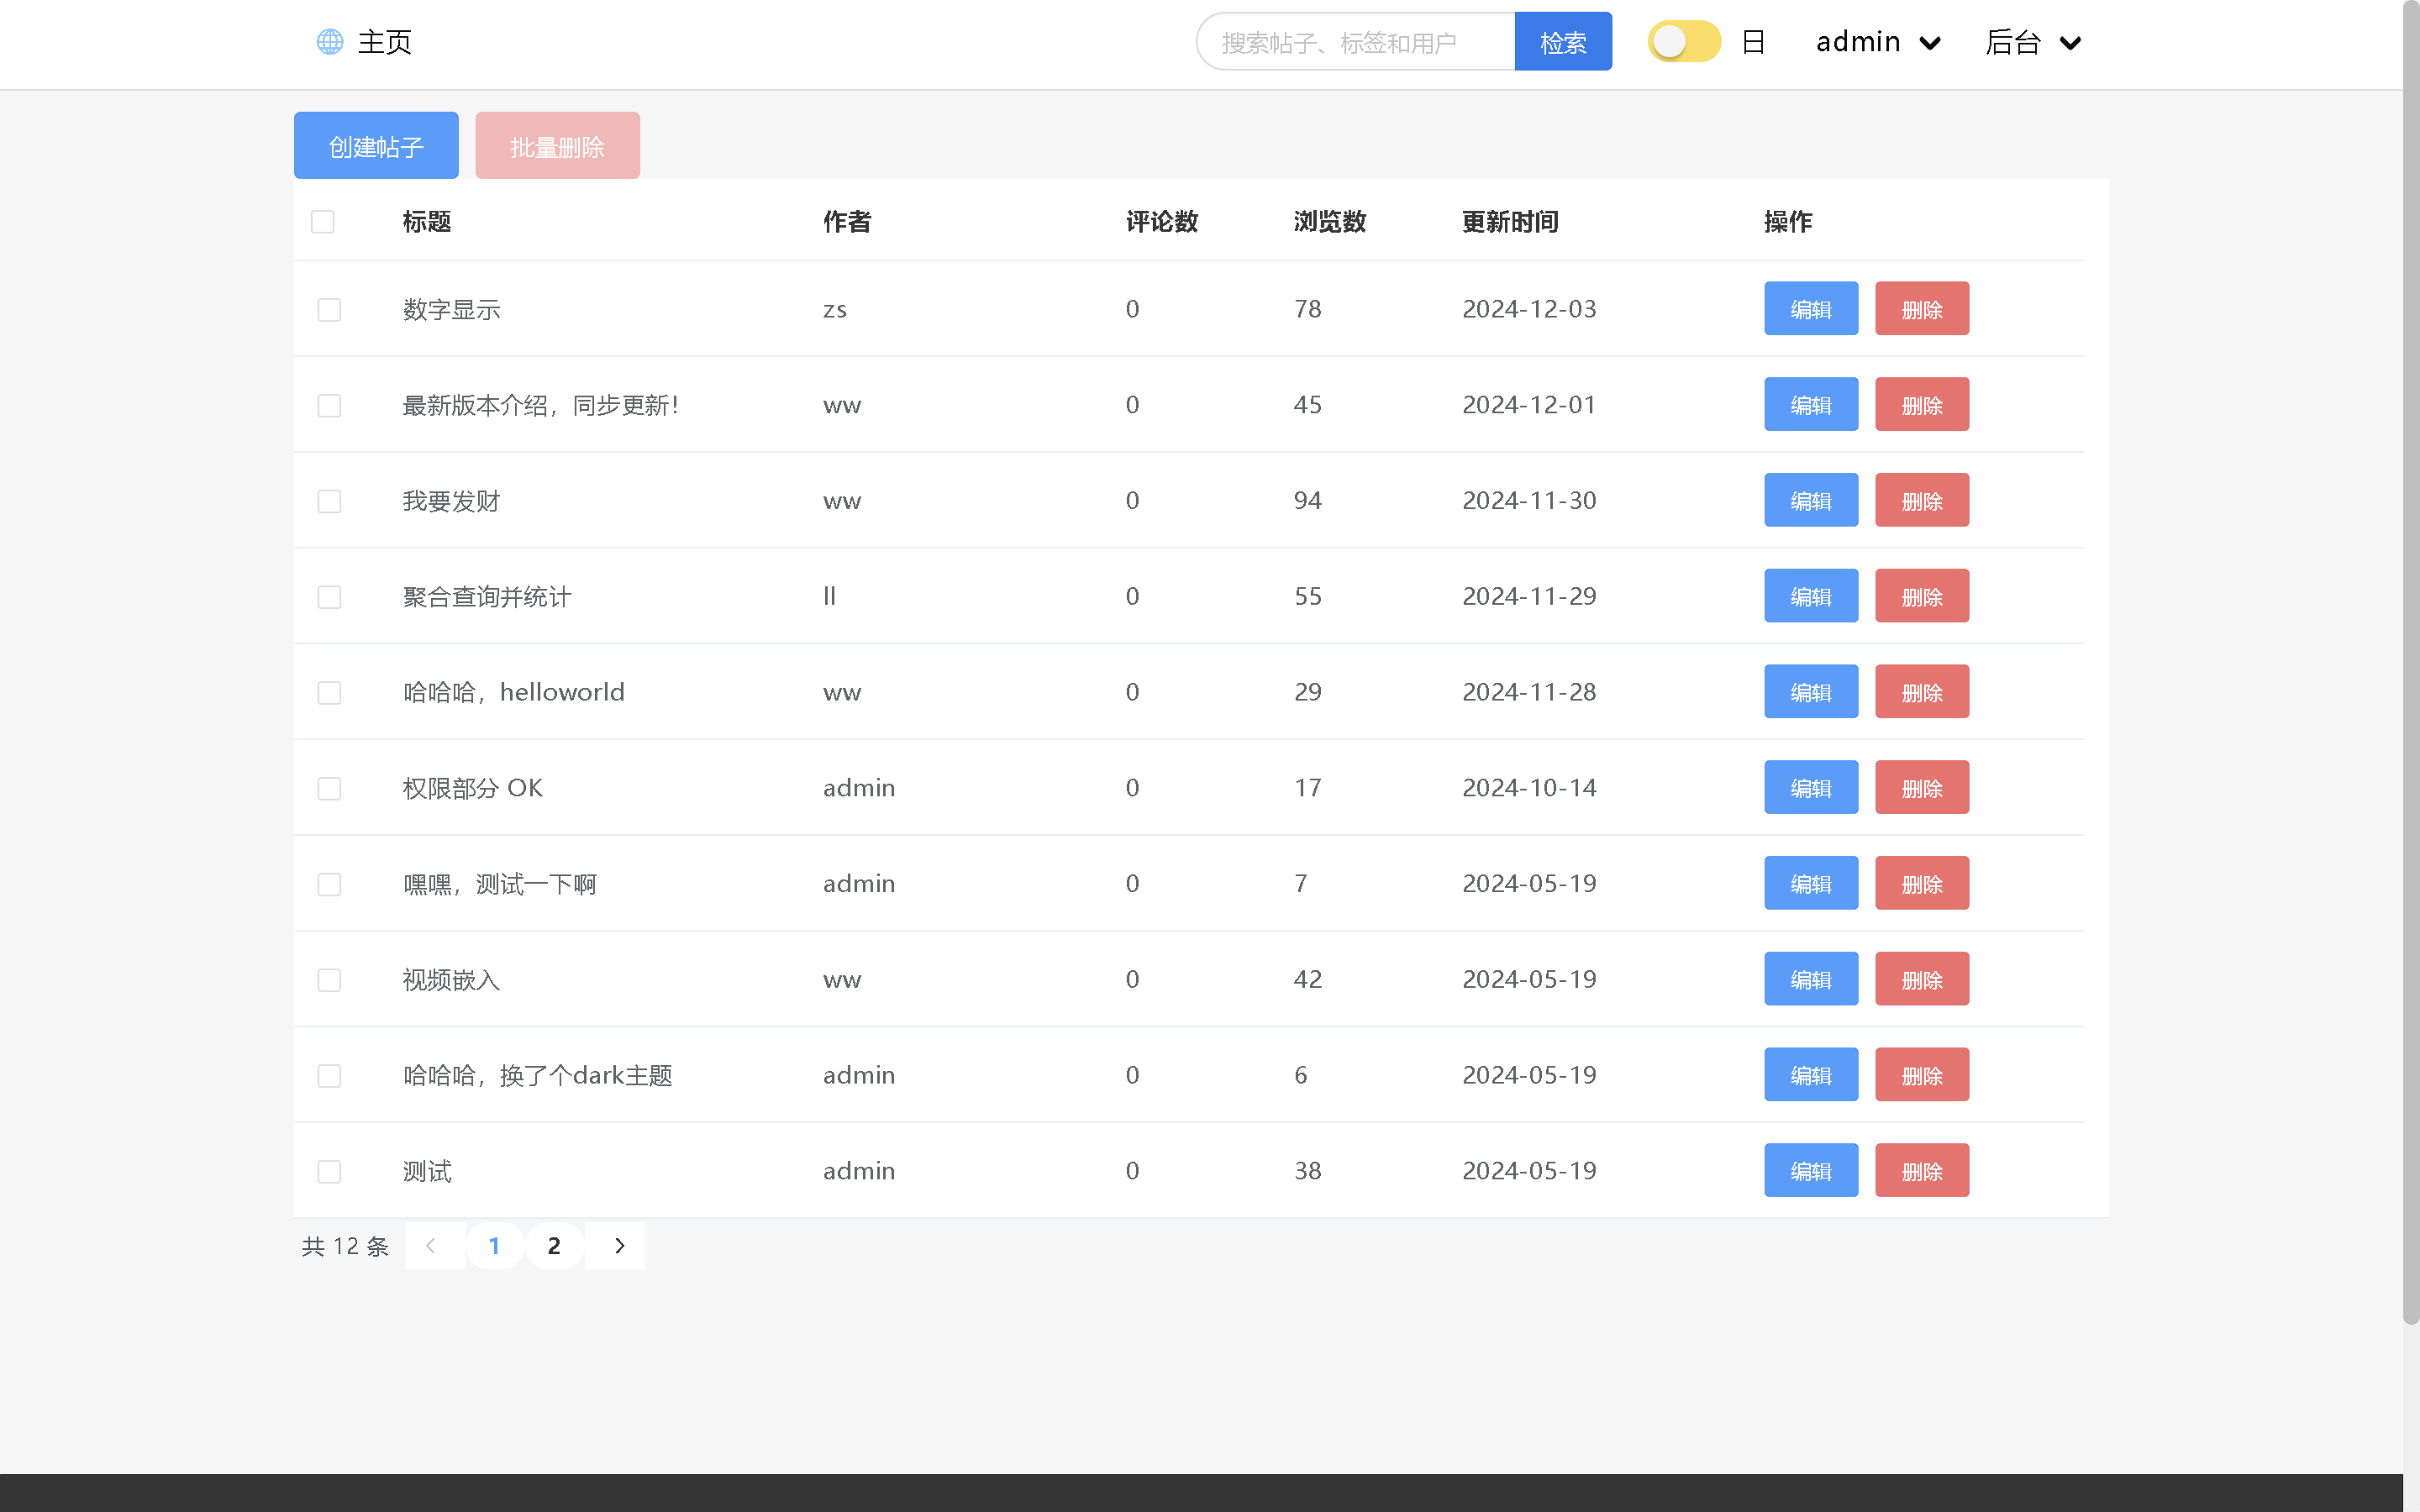 主页 搜索帖子、标签和用户 检索 日 admin 后台
创建帖子 批量删除
标题 作者 评论数 浏览数 更新时间 操作
数字显示 zs 0 78 2024-12-03 编辑 删除
最新版本介绍，同步更新！ ww 0 45 2024-12-01 编辑 删除
我要发财 ww 0 94 2024-11-30 编辑 删除
聚合查询并统计 ll 0 55 2024-11-29 编辑 删除
哈哈哈，helloworld ww 0 29 2024-11-28 编辑 删除
权限部分 OK admin 0 17 2024-10-14 编辑 删除
嘿嘿，测试一下啊 admin 0 7 2024-05-19 编辑 删除
视频嵌入 ww 0 42 2024-05-19 编辑 删除
哈哈哈，换了个dark主题 admin 0 6 2024-05-19 编辑 删除
测试 admin 0 38 2024-05-19 编辑 删除
共 12 条 1 2